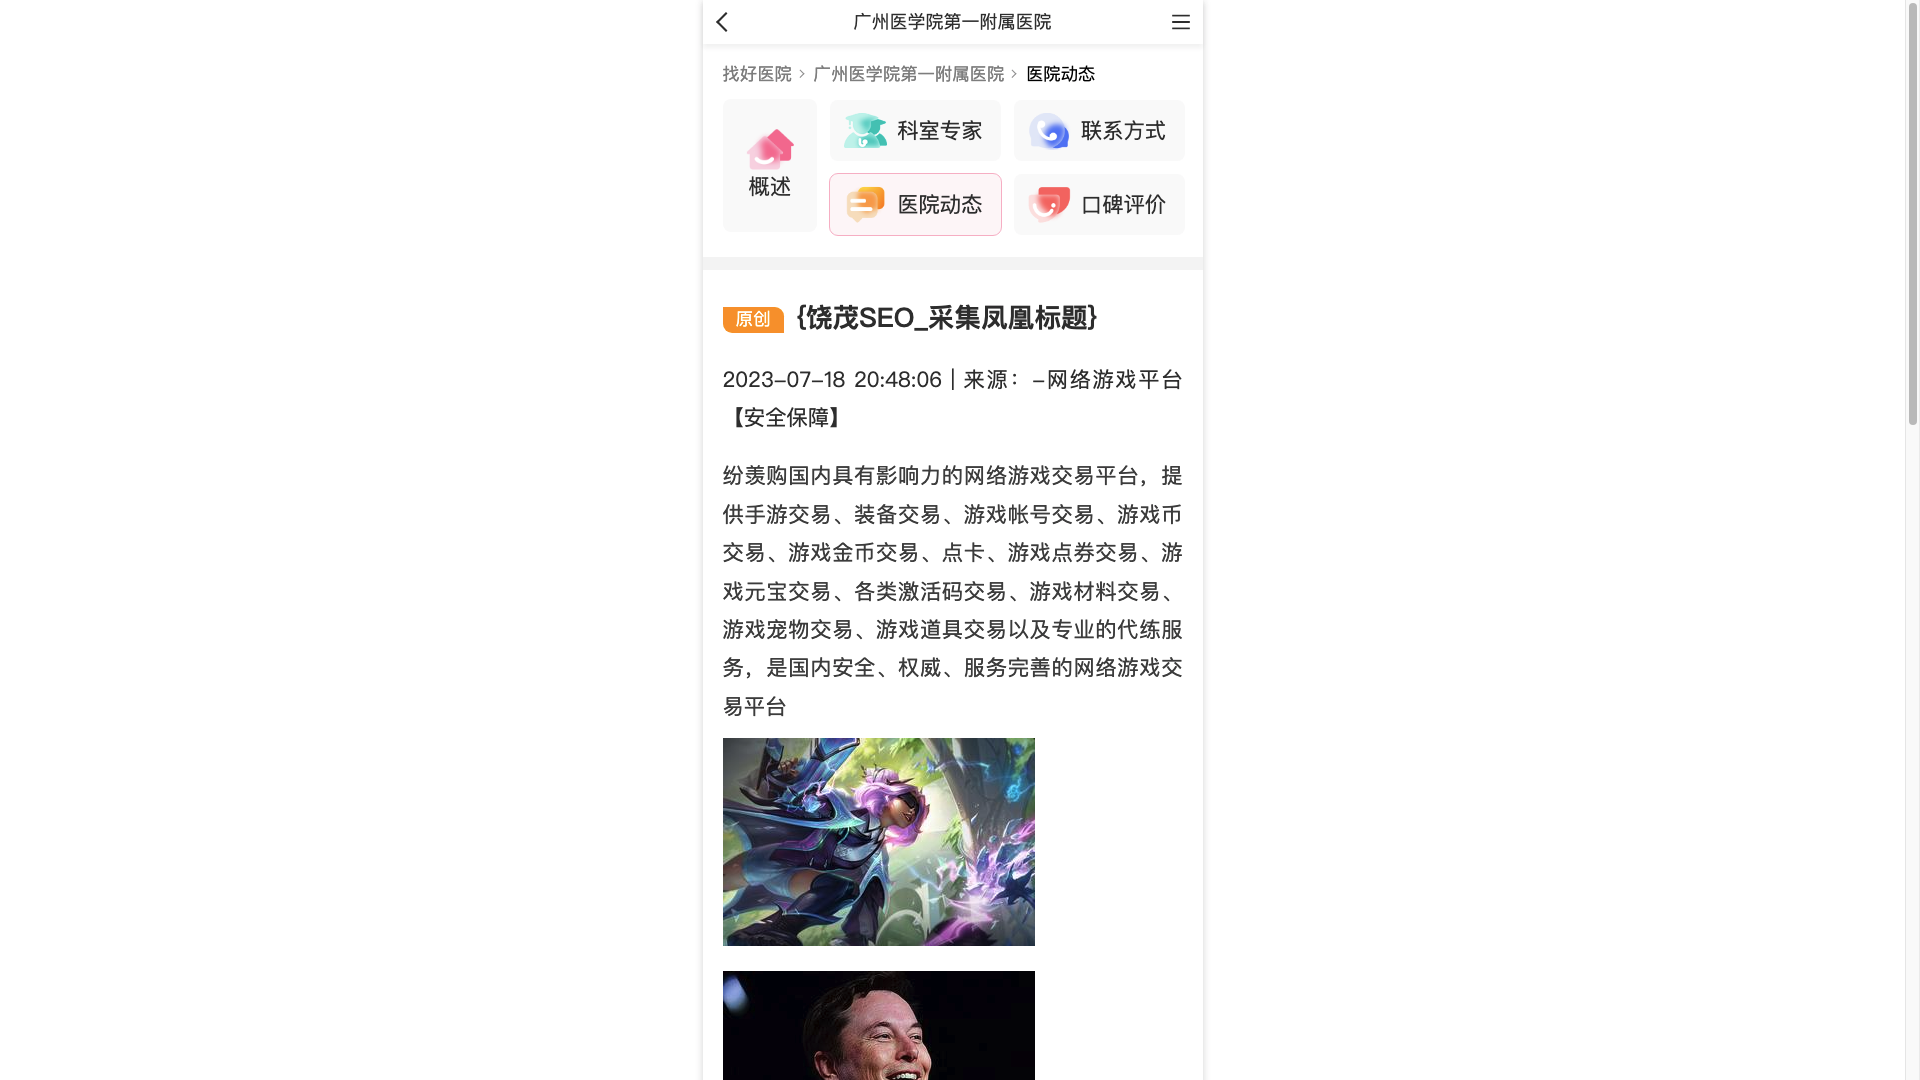 广州医学院第一附属医院
找好医院 > 广州医学院第一附属医院 > 医院动态
概述
科室专家
联系方式
医院动态
口碑评价
原创 {饶茂SEO_采集凤凰标题}
2023-07-18 20:48:06 | 来源：-网络游戏平台
【安全保障】
纷羡购国内具有影响力的网络游戏交易平台，提
供手游交易、装备交易、游戏帐号交易、游戏币
交易、游戏金币交易、点卡、游戏点券交易、游
戏元宝交易、各类激活码交易、游戏材料交易、
游戏宠物交易、游戏道具交易以及专业的代练服
务，是国内安全、权威、服务完善的网络游戏交
易平台